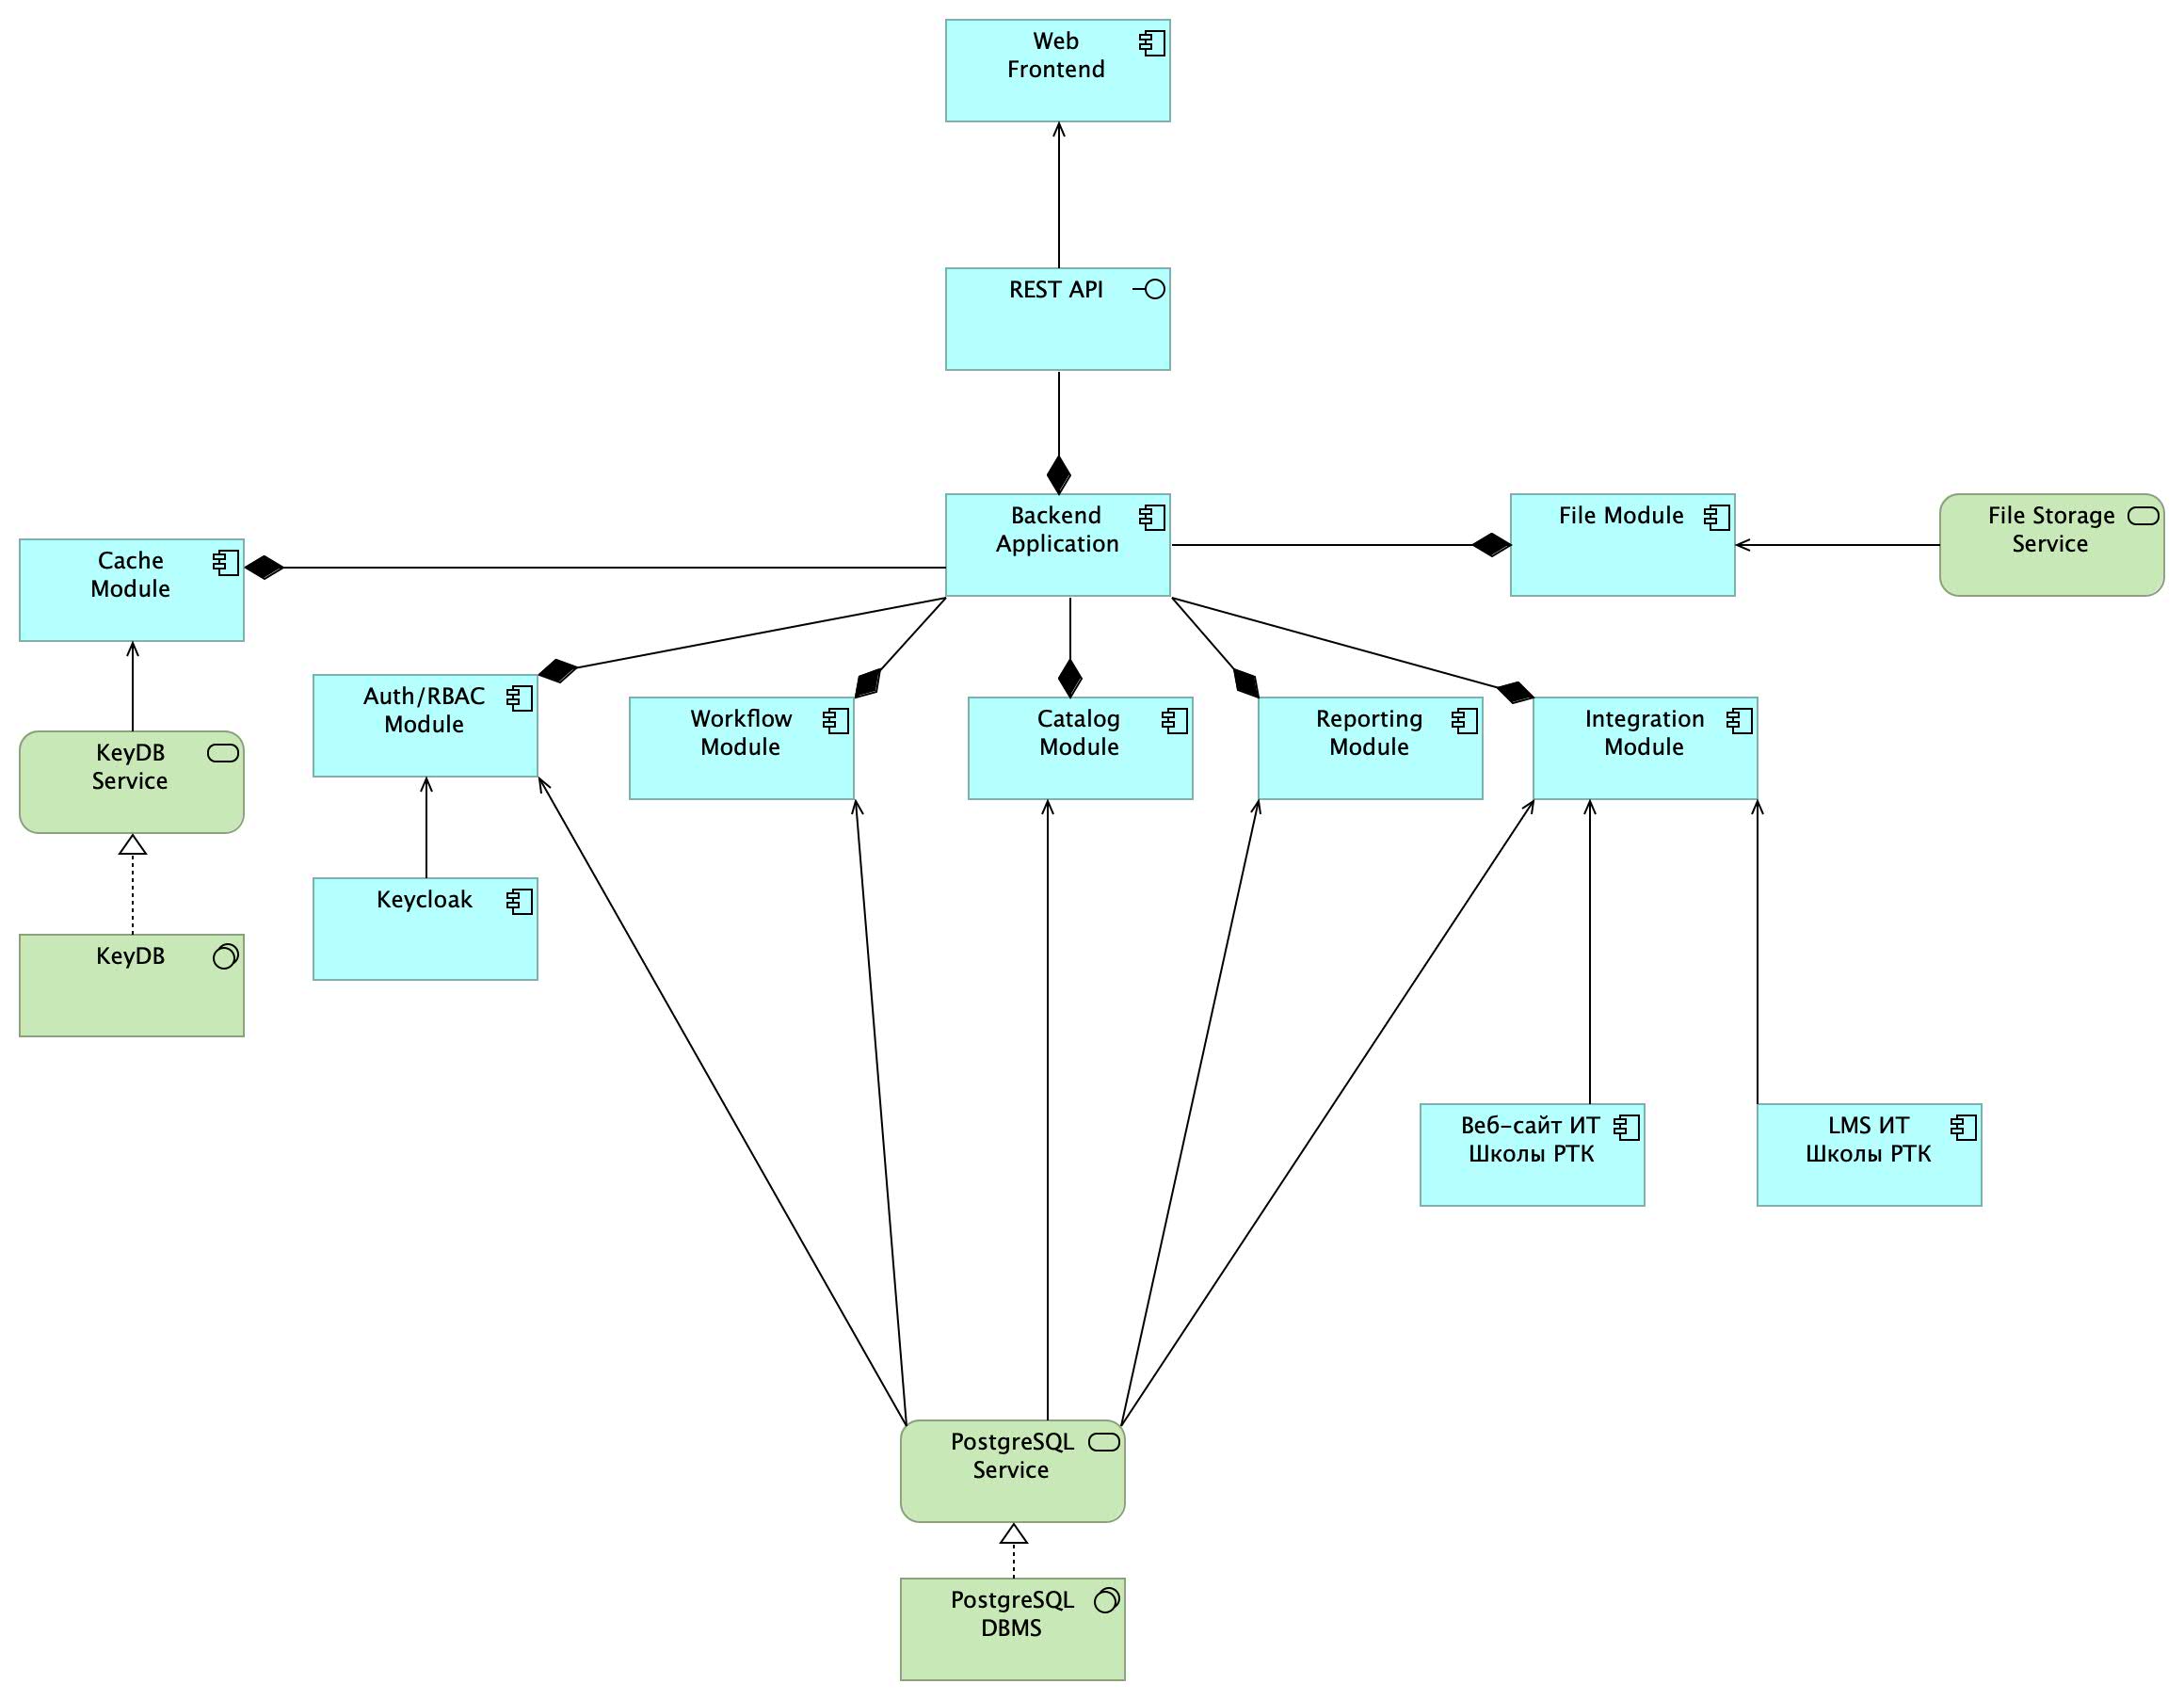 Web
Frontend
REST API
Backend
Application
File Module
File Storage
Service
Cache
Module
Auth/RBAC
Module
Workflow
Module
Catalog
Module
Reporting
Module
Integration
Module
KeyDB
Service
Keycloak
KeyDB
Веб-сайт ИТ
Школы РТК
LMS ИТ
Школы РТК
PostgreSQL
Service
PostgreSQL
DBMS